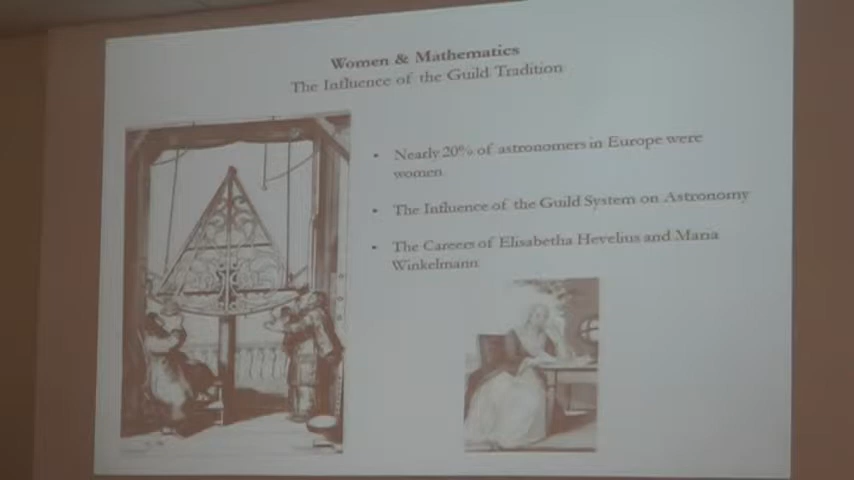 Women & Mathematics
The Influence of the Guild Tradition
• Nearly 20% of astronomers in Europe were
women
• The Influence of the Guild System on Astronomy
• The Careers of Elisabetha Hevelius and Maria
Winkelmann